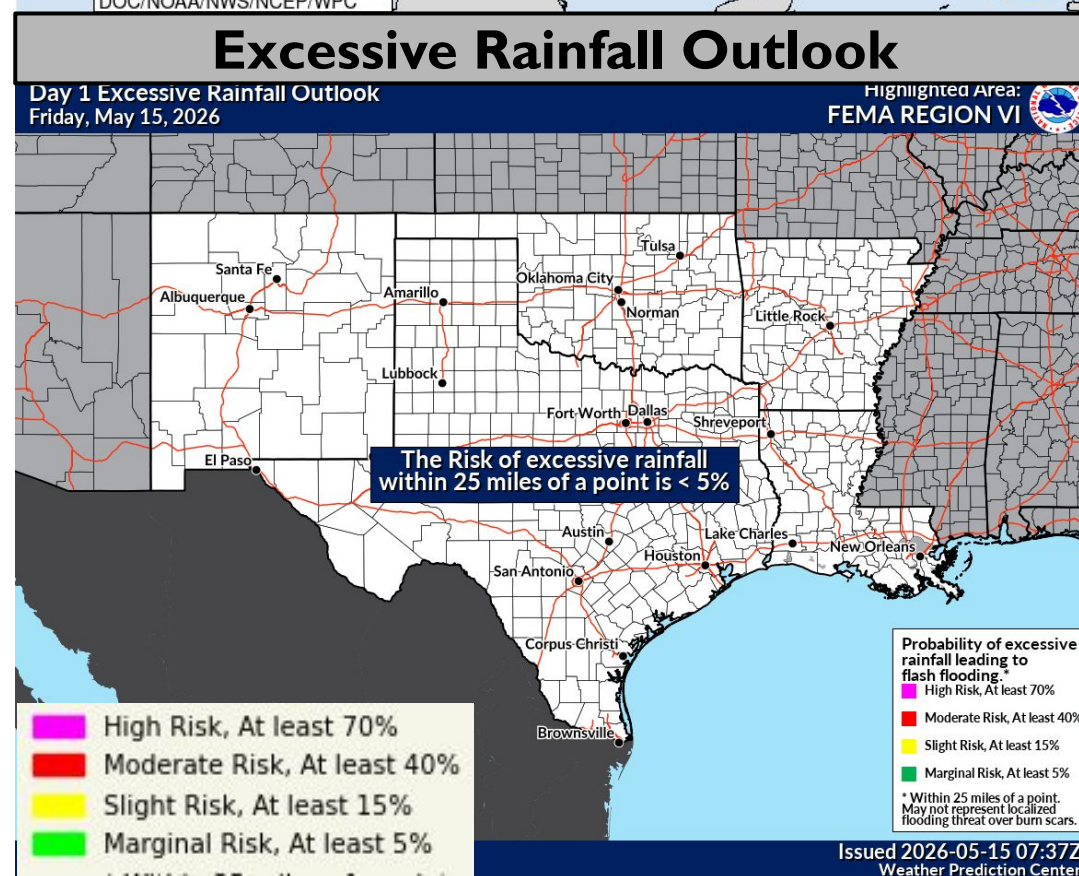 DOC/NOAA/NWS/NCEP/WPC
Excessive Rainfall Outlook
Day 1 Excessive Rainfall Outlook
Friday, May 15, 2026
Highlighted Area:
FEMA REGION VI
Tulsa
Santa Fe
Oklahoma City
Albuquerque
Amarillo
Norman
Little Rock
Lubbock
Fort Worth
Dallas
Shreveport
El Paso
The Risk of excessive rainfall
within 25 miles of a point is < 5%
Austin
Lake Charles
New Orleans
Houston
San Antonio
Corpus Christi
Brownsville
Probability of excessive
rainfall leading to
flash flooding.*
High Risk, At least 70%
Moderate Risk, At least 40%
Slight Risk, At least 15%
Marginal Risk, At least 5%
* Within 25 miles of a point.
May not represent localized
flooding threat over burn scars.
High Risk, At least 70%
Moderate Risk, At least 40%
Slight Risk, At least 15%
Marginal Risk, At least 5%
Issued 2026-05-15 07:37Z
Weather Prediction Center